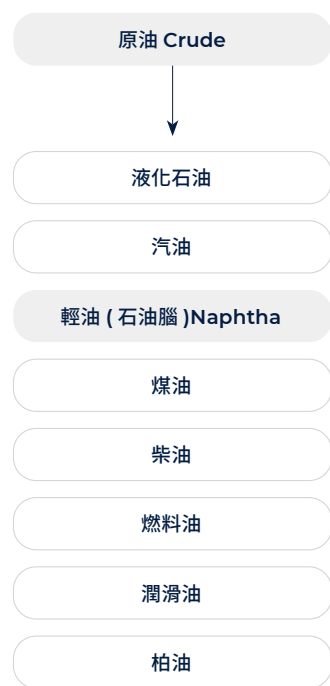 原油 Crude
液化石油
汽油
輕油 ( 石油腦 )Naphtha
煤油
柴油
燃料油
潤滑油
柏油